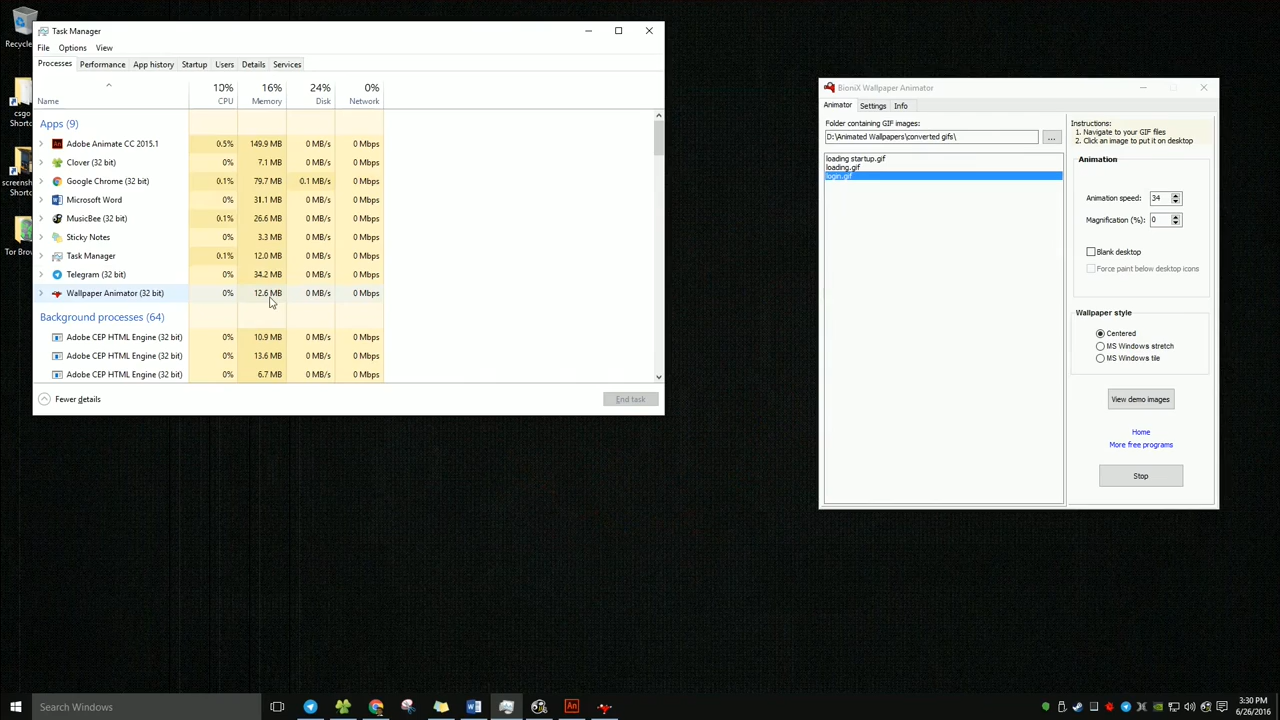 Recycle
csgo
Shortc
screensh
Shortc
Tor Brow
Task Manager
File Options View
Processes Performance App history Startup Users Details Services
10% 16% 24% 0%
Name CPU Memory Disk Network
Apps (9)
Adobe Animate CC 2015.1 0.5% 149.9 MB 0 MB/s 0 Mbps
Clover (32 bit) 0% 7.1 MB 0 MB/s 0 Mbps
Google Chrome (32 bit) 0.1% 79.7 MB 0.1 MB/s 0 Mbps
Microsoft Word 0% 31.1 MB 0 MB/s 0 Mbps
MusicBee (32 bit) 0.1% 26.6 MB 0 MB/s 0 Mbps
Sticky Notes 0% 3.3 MB 0 MB/s 0 Mbps
Task Manager 0.1% 12.0 MB 0 MB/s 0 Mbps
Telegram (32 bit) 0% 34.2 MB 0 MB/s 0 Mbps
Wallpaper Animator (32 bit) 0% 12.6 MB 0 MB/s 0 Mbps
Background processes (64)
Adobe CEP HTML Engine (32 bit) 0% 10.9 MB 0 MB/s 0 Mbps
Adobe CEP HTML Engine (32 bit) 0% 13.6 MB 0 MB/s 0 Mbps
Adobe CEP HTML Engine (32 bit) 0% 6.7 MB 0 MB/s 0 Mbps
Fewer details End task
BioniX Wallpaper Animator
Animator Settings Info
Folder containing GIF images:
D:\Animated Wallpapers\converted gifs\ ...
loading startup.gif
loading.gif
login.gif
Instructions:
1. Navigate to your GIF files
2. Click an image to put it on desktop
Animation
Animation speed: 34
Magnification (%): 0
Blank desktop
Force paint below desktop icons
Wallpaper style
Centered
MS Windows stretch
MS Windows tile
View demo images
Home
More free programs
Stop
Search Windows
An
3:30 PM
6/26/2016